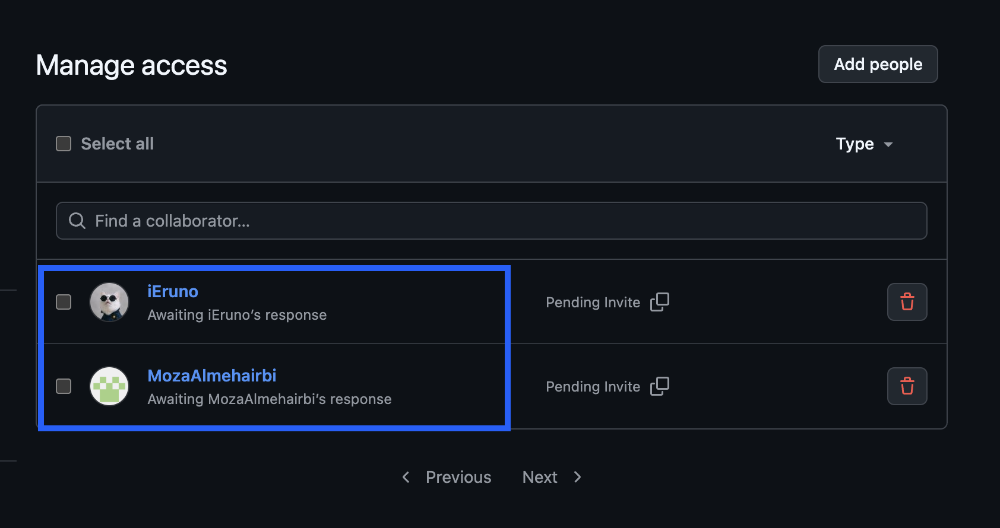 Manage access
Add people
Select all
Type
Find a collaborator...
iEruno
Awaiting iEruno’s response
Pending Invite
MozaAlmehairbi
Awaiting MozaAlmehairbi’s response
Pending Invite
Previous
Next